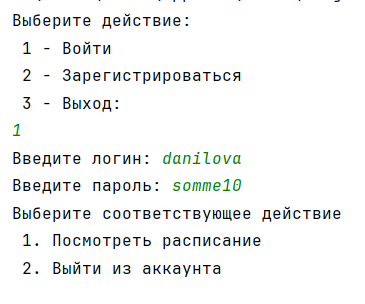 Выберите действие:
1 - Войти
2 - Зарегистрироваться
3 - Выход:
1
Введите логин: danilova
Введите пароль: somme10
Выберите соответствующее действие
1. Посмотреть расписание
2. Выйти из аккаунта